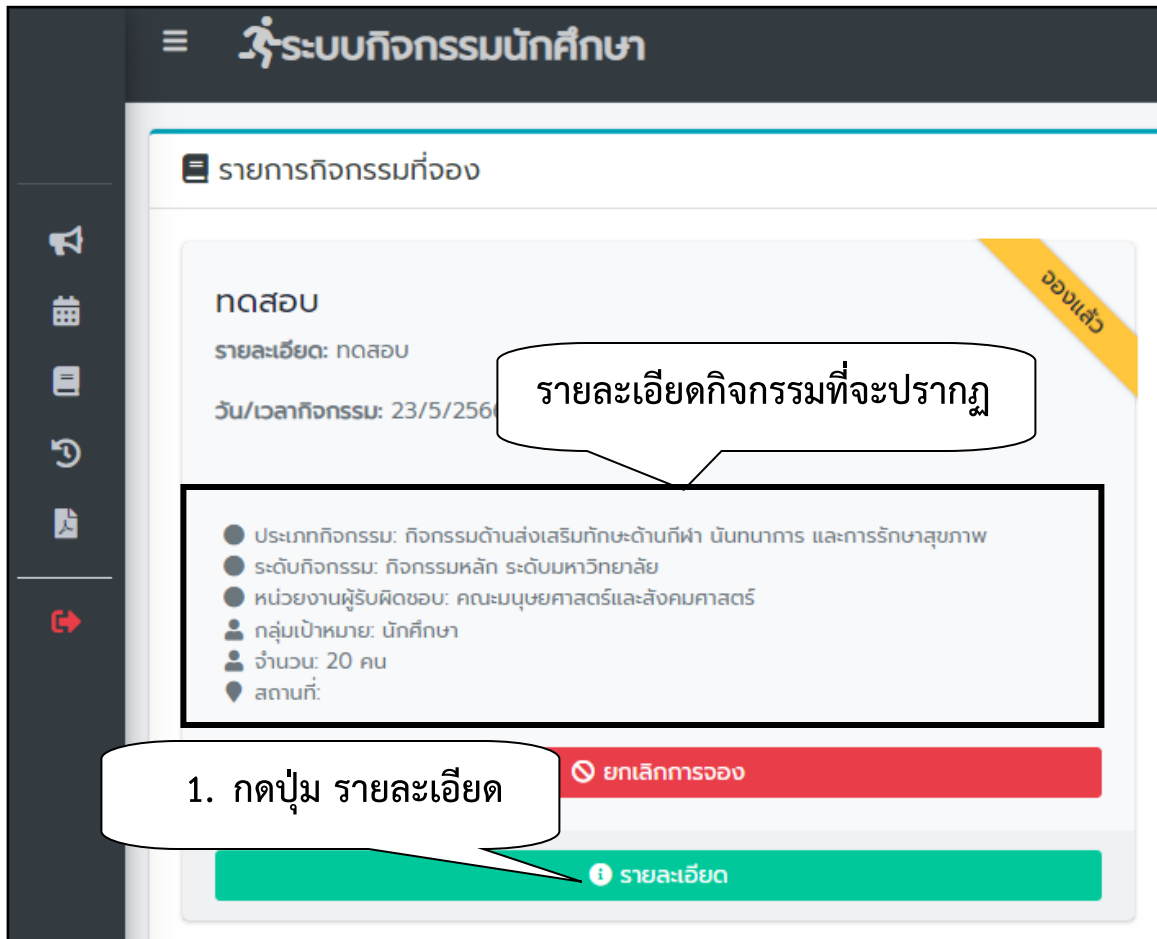 ระบบกิจกรรมนักศึกษา
รายการกิจกรรมที่จอง
จองแล้ว
ทดสอบ
รายละเอียด: ทดสอบ
รายละเอียดกิจกรรมที่จะปรากฏ
วัน/เวลากิจกรรม: 23/5/256
ประเภทกิจกรรม: กิจกรรมด้านส่งเสริมทักษะด้านกีฬา นันทนาการ และการรักษาสุขภาพ
ระดับกิจกรรม: กิจกรรมหลัก ระดับมหาวิทยาลัย
หน่วยงานผู้รับผิดชอบ: คณะมนุษยศาสตร์และสังคมศาสตร์
กลุ่มเป้าหมาย: นักศึกษา
จำนวน: 20 คน
สถานที่:
ยกเลิกการจอง
1. กดปุ่ม รายละเอียด
รายละเอียด